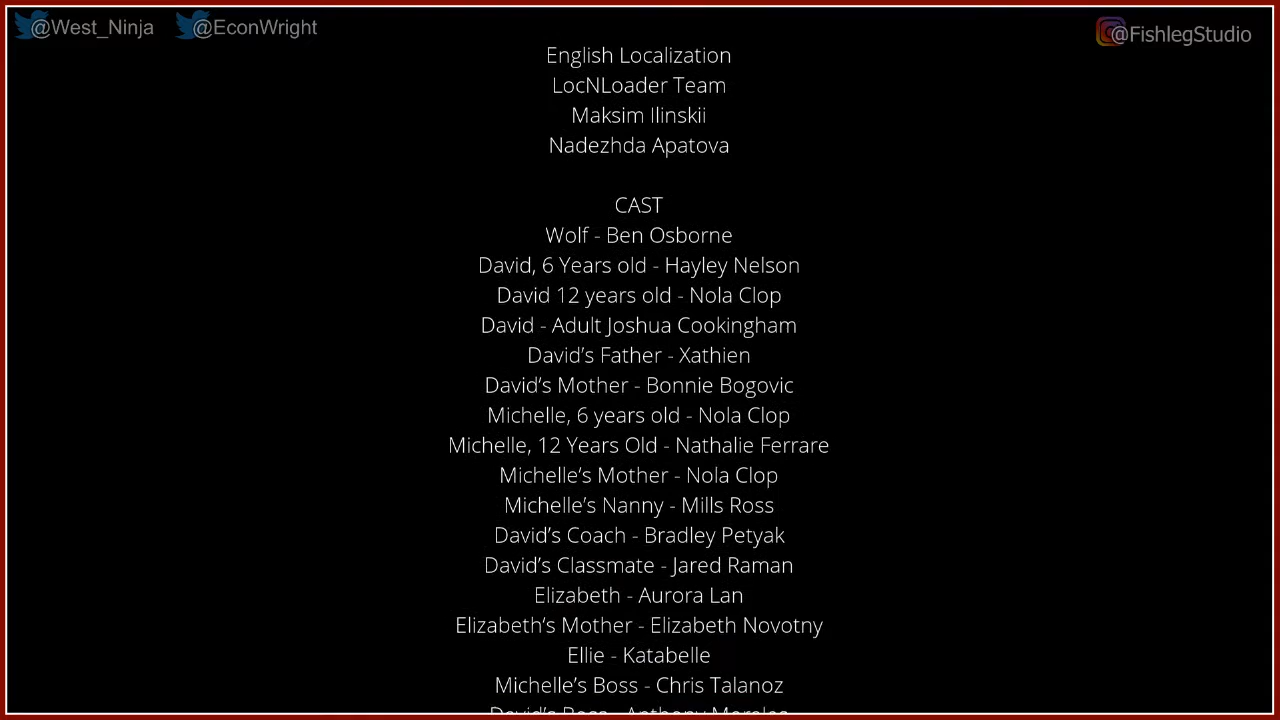 @West_Ninja @EconWright
@FishlegStudio
English Localization
LocNLoader Team
Maksim Ilinskii
Nadezhda Apatova
CAST
Wolf - Ben Osborne
David, 6 Years old - Hayley Nelson
David 12 years old - Nola Clop
David - Adult Joshua Cookingham
David’s Father - Xathien
David’s Mother - Bonnie Bogovic
Michelle, 6 years old - Nola Clop
Michelle, 12 Years Old - Nathalie Ferrare
Michelle’s Mother - Nola Clop
Michelle’s Nanny - Mills Ross
David’s Coach - Bradley Petyak
David’s Classmate - Jared Raman
Elizabeth - Aurora Lan
Elizabeth’s Mother - Elizabeth Novotny
Ellie - Katabelle
Michelle’s Boss - Chris Talanoz
David’s Boss - Anthony Morales